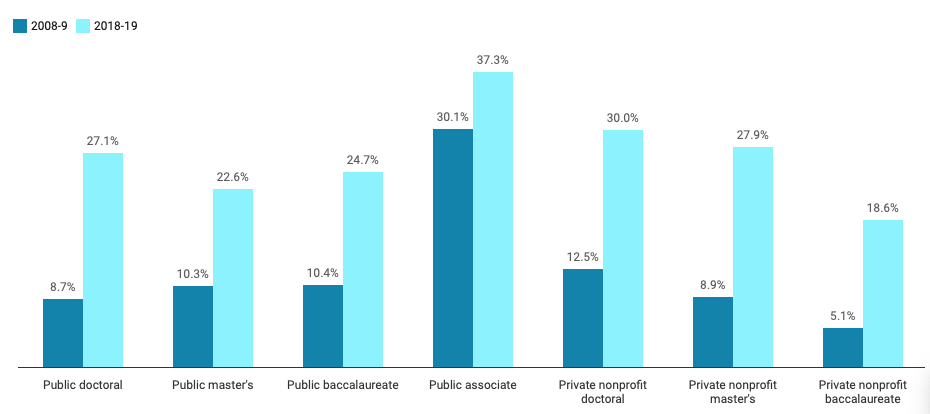 2008-9 2018-19
8.7% 27.1% 10.3% 22.6% 10.4% 24.7% 30.1% 37.3% 12.5% 30.0% 8.9% 27.9% 5.1% 18.6%
Public doctoral
Public master's
Public baccalaureate
Public associate
Private nonprofit
doctoral
Private nonprofit
master's
Private nonprofit
baccalaureate